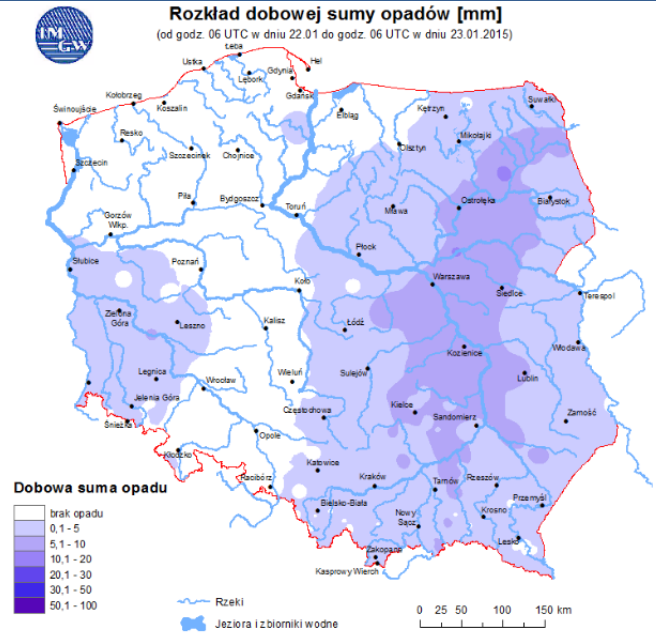 IM
GW
Rozkład dobowej sumy opadów [mm]
(od godz. 06 UTC w dniu 22.01 do godz. 06 UTC w dniu 23.01.2015)
Łeba
Ustka
Hel
Lębork
Gdynia
Gdańsk
Kołobrzeg
Koszalin
Świnoujście
Elbląg
Kętrzyn
Suwałki
Resko
Olsztyn
Mikołajki
Szczecin
Szczecinek
Chojnice
Piła
Bydgoszcz
Toruń
Mława
Ostrołęka
Białystok
Gorzów
Wlkp.
Płock
Słubice
Poznań
Koło
Warszawa
Siedlce
Terespol
Zielona
Góra
Leszno
Kalisz
Łódź
Kozienice
Włodawa
Legnica
Wrocław
Wieluń
Sulejów
Lublin
Jelenia Góra
Śnieżka
Częstochowa
Kielce
Sandomierz
Zamość
Opole
Kłodzko
Katowice
Racibórz
Kraków
Tarnów
Rzeszów
Bielsko-Biała
Nowy
Sącz
Krosno
Przemyśl
Lesko
Zakopane
Kasprowy Wierch
Dobowa suma opadu
brak opadu
0,1 - 5
5,1 - 10
10,1 - 20
20,1 - 30
30,1 - 50
50,1 - 100
Rzeki
Jeziora i zbiorniki wodne
0 25 50 100 150 km